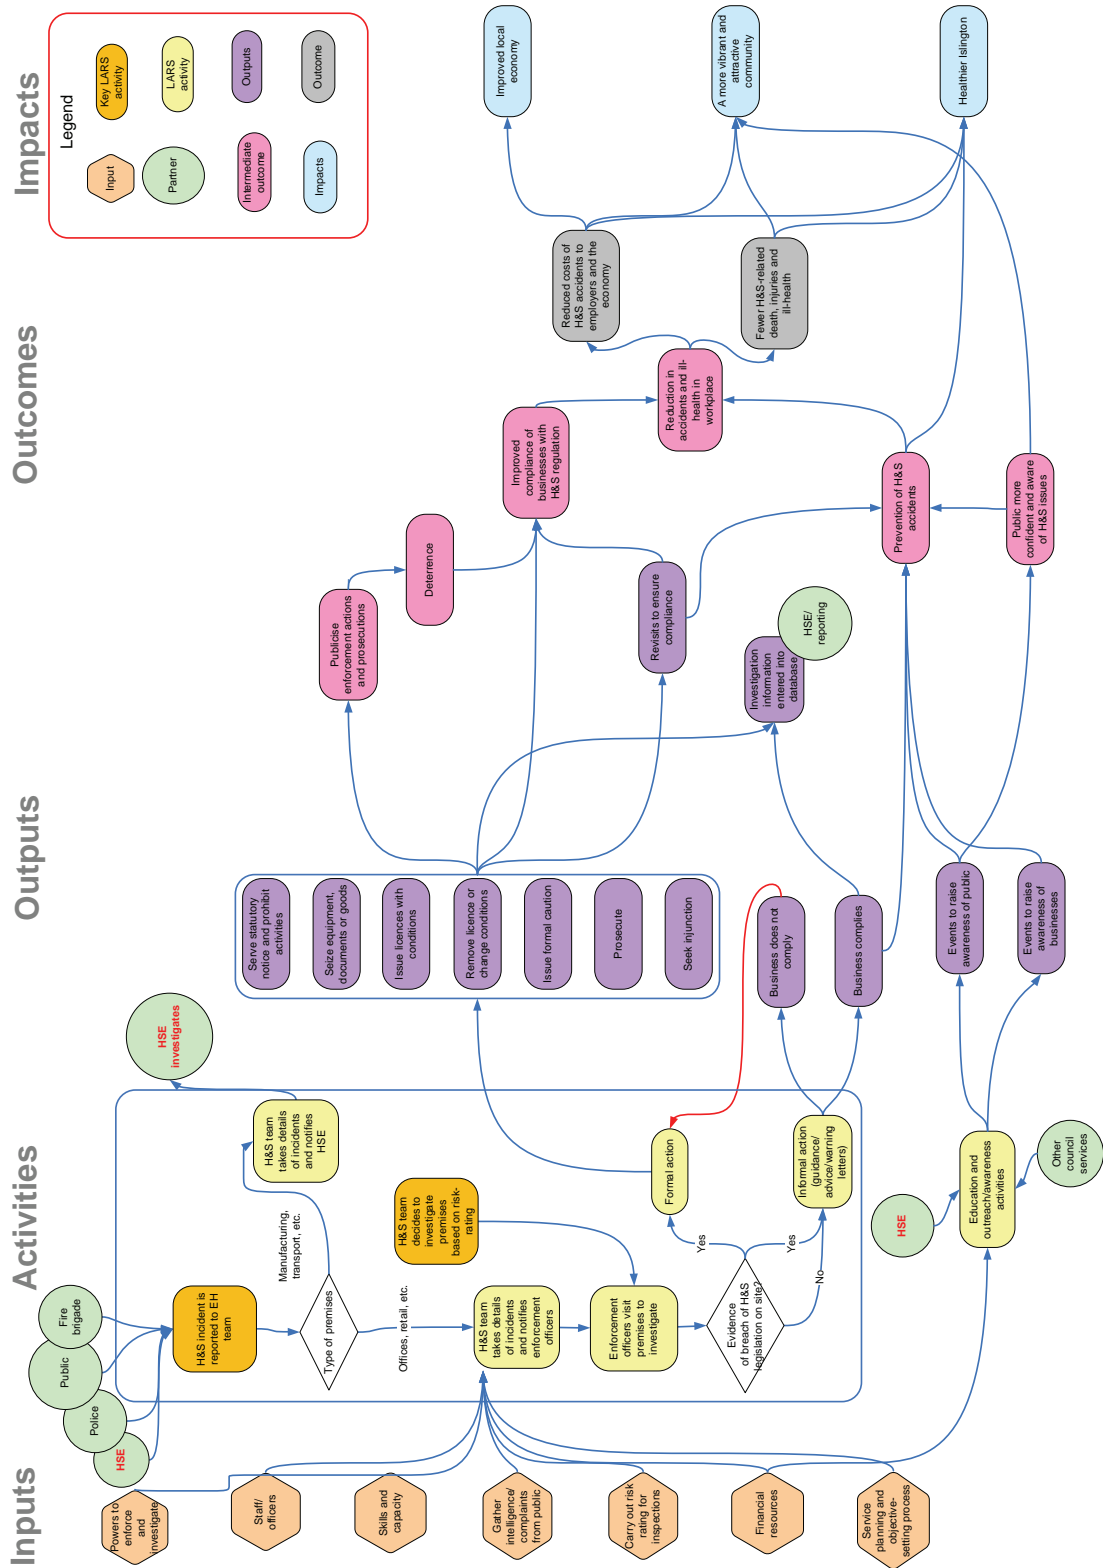 Inputs
Activities
Outputs
Outcomes
Impacts
Legend
Input
Key LARS
activity
Partner
LARS
activity
Intermediate
outcome
Outputs
Impacts
Outcome
HSE
Police
Public
Fire
brigade
Powers to
enforce
and
investigate
Staff/
officers
Skills and
capacity
Gather
intelligence/
complaints
from public
Carry out risk
rating for
inspections
Financial
resources
Service
planning and
objective-
setting process
H&S incident is
reported to EH
team
Type of premises
Manufacturing,
transport, etc.
Offices, retail, etc.
H&S team
takes details
of incidents
and notifies
HSE
HSE
investigates
H&S team
takes details
of incidents
and notifies
enforcement
officers
H&S team
decides to
investigate
premises
based on risk-
rating
Enforcement
officers visit
premises to
investigate
Evidence
of breach of H&S
legislation on site?
Yes
Yes
No
Formal action
Informal action
(guidance/
advice/warning
letters)
HSE
Education and
outreach/awareness
activities
Other
council
services
Serve statutory
notice and prohibit
activities
Seize equipment,
documents or goods
Issue licences with
conditions
Remove licence or
change conditions
Issue formal caution
Prosecute
Seek injunction
Business does not
comply
Business complies
Events to raise
awareness of public
Events to raise
awareness of
businesses
Publicise
enforcement actions
and prosecutions
Deterrence
Revisits to ensure
compliance
Investigation
information
entered into
database
HSE/
reporting
Improved
compliance of
businesses with
H&S regulation
Prevention of H&S
accidents
Public more
confident and aware
of H&S issues
Reduction in
accidents and ill-
health in
workplace
Reduced costs of
H&S accidents to
employers and the
economy
Fewer H&S-related
death, injuries and
ill-health
Improved local
economy
A more vibrant and
attractive
community
Healthier Islington